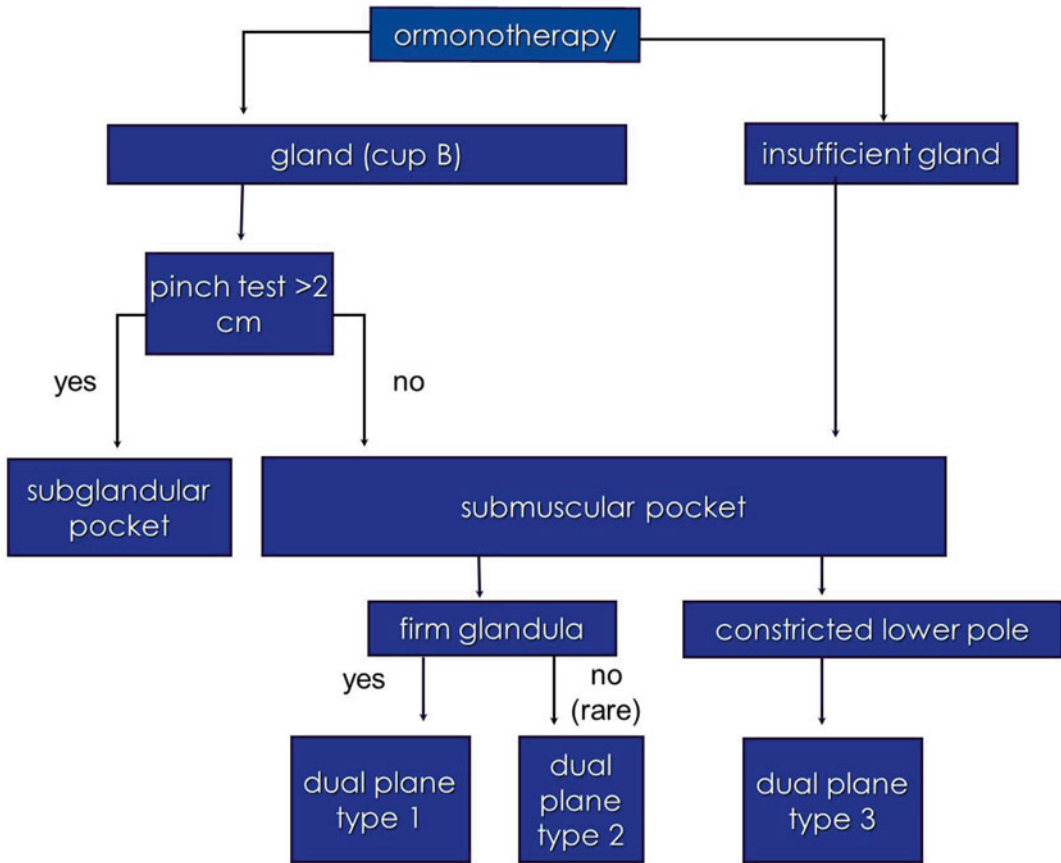 ormonotherapy
gland (cup B)
insufficient gland
pinch test >2
cm
yes
no
subglandular
pocket
submuscular pocket
firm glandula
constricted lower pole
yes
no
(rare)
dual plane
type 1
dual
plane
type 2
dual plane
type 3